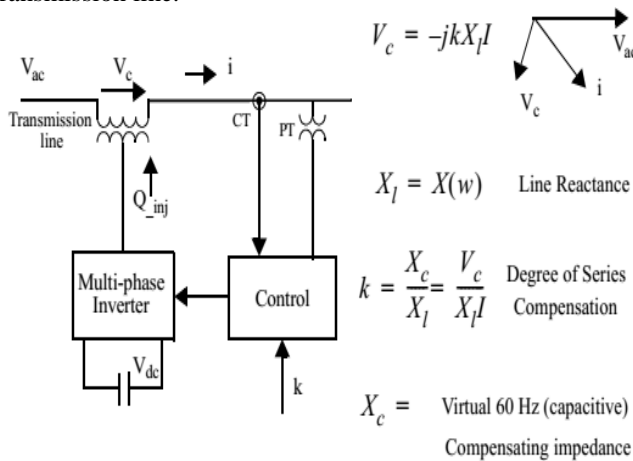 ransmission line.
V_c = -jkX_lI
V_ac
V_c
i
V_ac
V_c
i
Transmission
line
CT
PT
Q_inj
X_l = X(w) Line Reactance
Multi-phase
Inverter
Control
k = X_c/X_l = V_c/X_lI Degree of Series
Compensation
V_dc
k
X_c = Virtual 60 Hz (capacitive)
Compensating impedance